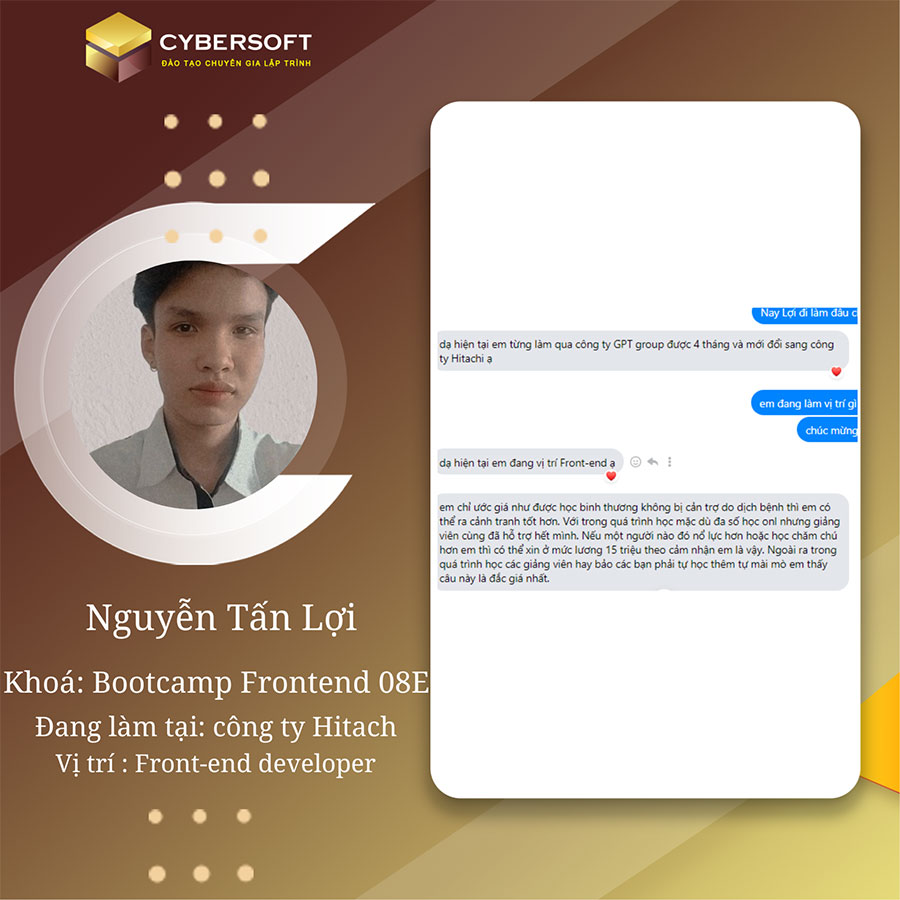 CYBERSOFT
ĐÀO TẠO CHUYÊN GIA LẬP TRÌNH
Nay Lợi đi làm đâu
dạ hiện tại em từng làm qua công ty GPT group được 4 tháng và mới đổi sang công
ty Hitachi ạ
em đang làm vị trí gì
chúc mừng
dạ hiện tại em đang vị trí Front-end ạ
em chỉ ước giá như được học binh thương không bị cản trợ do dịch bệnh thì em có
thể ra cảnh tranh tốt hơn. Với trong quá trình học mặc dù đa số học onl nhưng giảng
viên cùng đã hỗ trợ hết mình. Nếu một người nào đó nổ lực hơn hoặc học chăm chú
hơn em thì có thể xin ở mức lương 15 triệu theo cảm nhận em là vậy. Ngoài ra trong
quá trình học các giảng viên hay bảo các bạn phải tự học thêm tự mài mò em thấy
câu này là đắc giá nhất.
Nguyễn Tấn Lợi
Khoá: Bootcamp Frontend 08E
Đang làm tại: công ty Hitach
Vị trí : Front-end developer